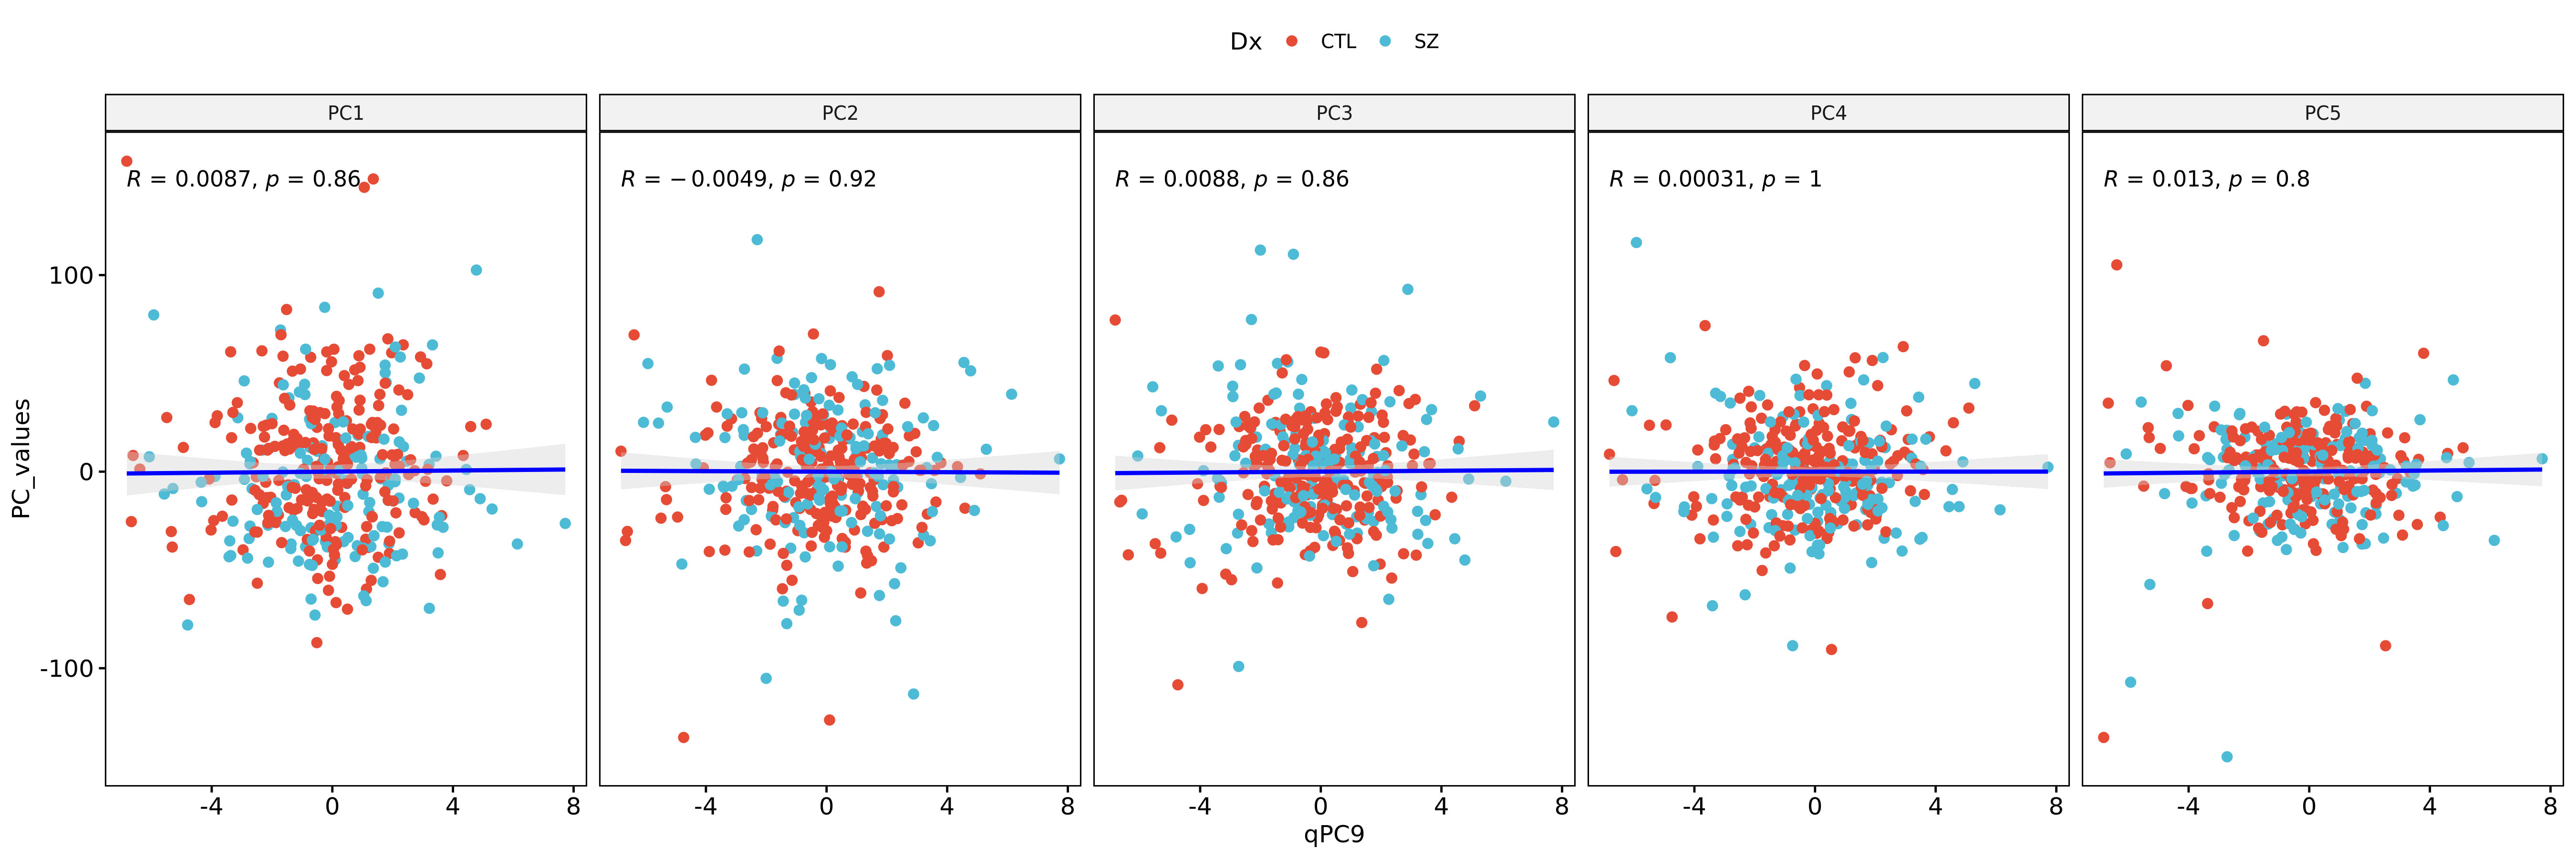 Dx CTL SZ
PC1 PC2 PC3 PC4 PC5
R = 0.0087, p = 0.86 R = −0.0049, p = 0.92 R = 0.0088, p = 0.86 R = 0.00031, p = 1 R = 0.013, p = 0.8
100
0
-100
PC_values
-4 0 4 8 -4 0 4 8 -4 0 4 8 -4 0 4 8 -4 0 4 8
qPC9